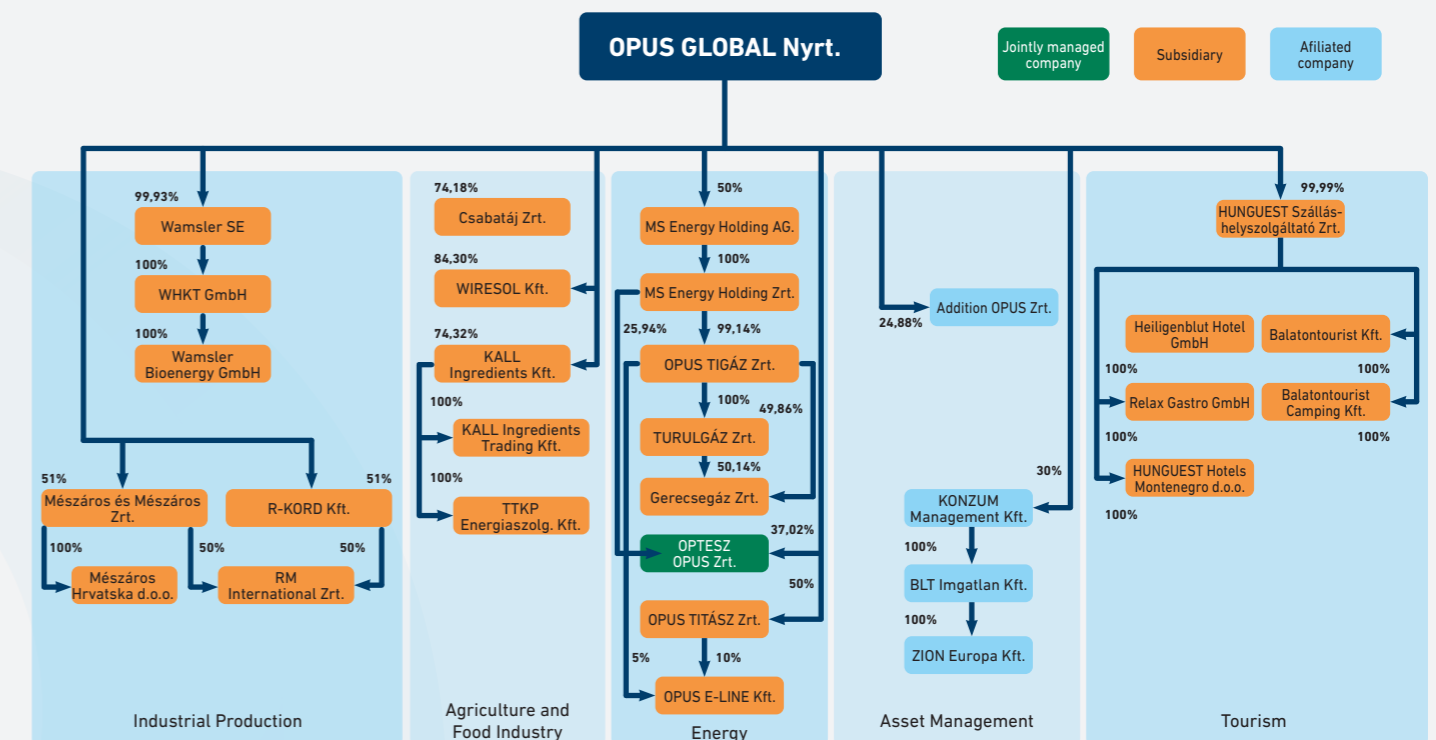 OPUS GLOBAL Nyrt.
Jointly managed
company
Subsidiary
Afiliated
company
99,93%
Wamsler SE
100%
WHKT GmbH
100%
Wamsler
Bioenergy GmbH
51%
Mészáros és Mészáros
Zrt.
51%
R-KORD Kft.
100%
50%
50%
Mészáros
Hrvatska d.o.o.
RM
International Zrt.
Industrial Production
74,18%
Csabatáj Zrt.
84,30%
WIRESOL Kft.
74,32%
KALL
Ingredients Kft.
100%
KALL Ingredients
Trading Kft.
100%
TTKP
Energiaszolg. Kft.
Agriculture and
Food Industry
50%
MS Energy Holding AG.
100%
MS Energy Holding Zrt.
25,94%
99,14%
OPUS TIGÁZ Zrt.
100%
49,86%
TURULGÁZ Zrt.
50,14%
Gerecsegáz Zrt.
37,02%
OPTESZ
OPUS Zrt.
50%
OPUS TITÁSZ Zrt.
5%
10%
OPUS E-LINE Kft.
Energy
Addition OPUS Zrt.
24,88%
30%
KONZUM
Management Kft.
100%
BLT Imgatlan Kft.
100%
ZION Europa Kft.
Asset Management
99,99%
HUNGUEST Szállás-
helyszolgáltató Zrt.
Heiligenblut Hotel
GmbH
Balatontourist Kft.
100%
100%
Relax Gastro GmbH
Balatontourist
Camping Kft.
100%
100%
HUNGUEST Hotels
Montenegro d.o.o.
100%
Tourism